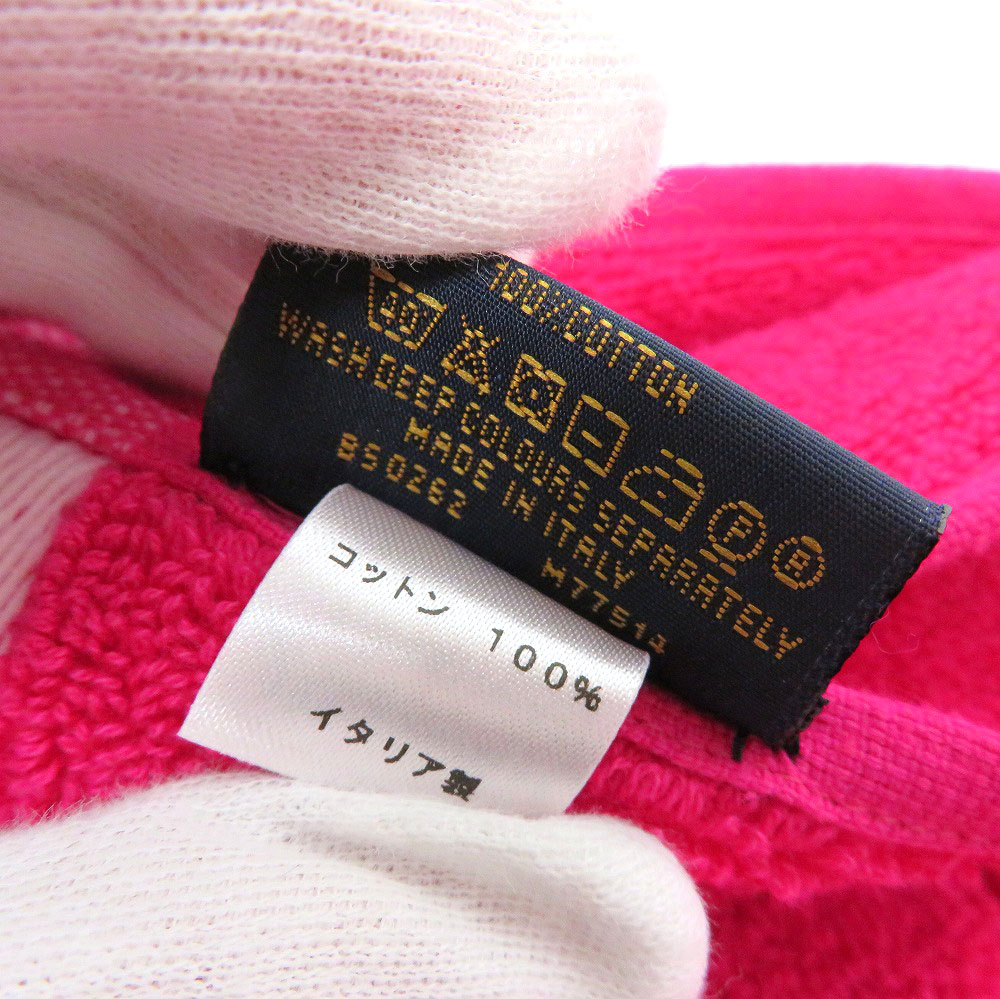 100% COTTON
WASH DEEP COLOURS SEPARATELY
MADE IN ITALY
BS0262 M77514
コットン 100%
イタリア製